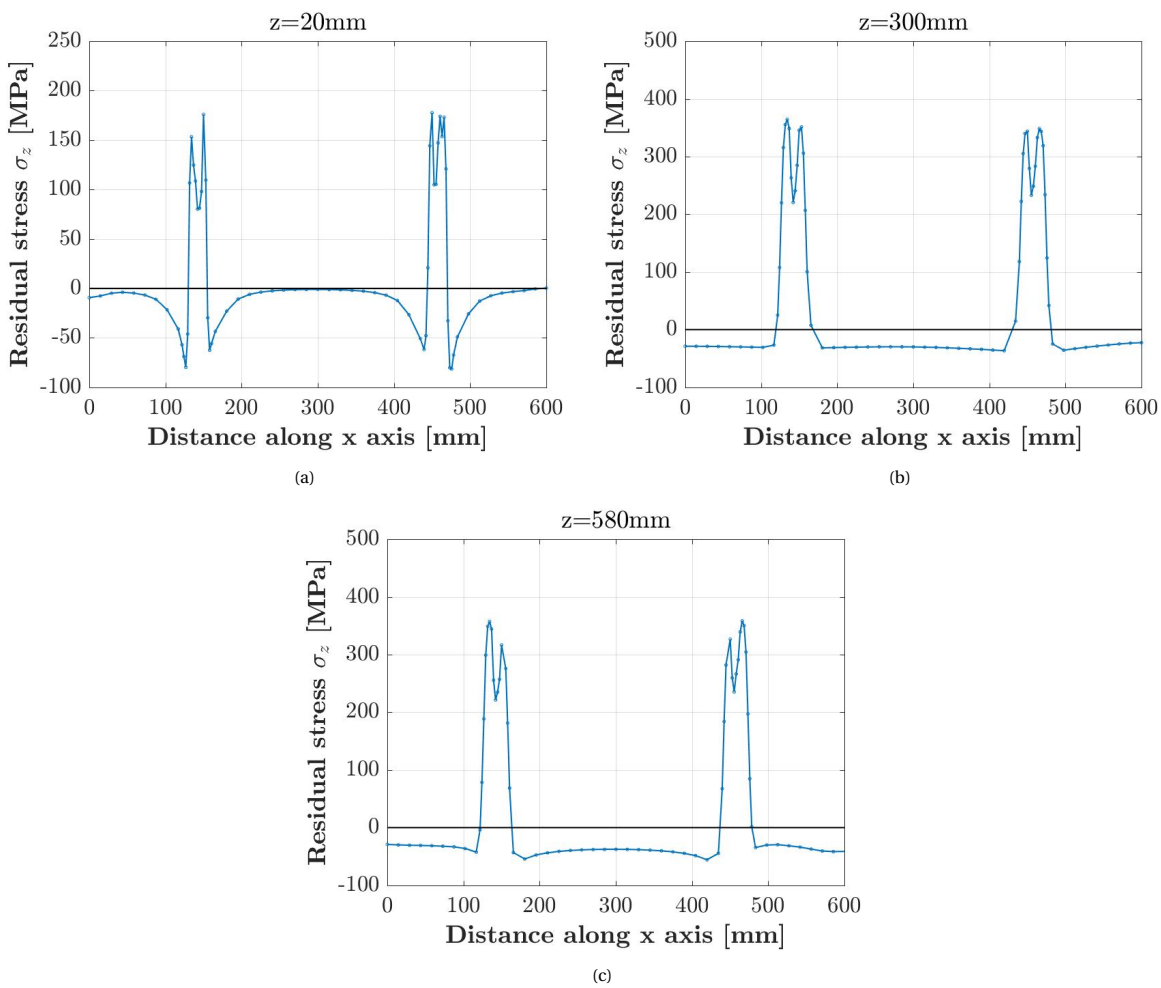 z=20mm
250
200
150
100
50
0
-50
-100
0 100 200 300 400 500 600
Residual stress σz [MPa]
Distance along x axis [mm]
(a)
z=300mm
500
400
300
200
100
0
-100
0 100 200 300 400 500 600
Residual stress σz [MPa]
Distance along x axis [mm]
(b)
z=580mm
500
400
300
200
100
0
-100
0 100 200 300 400 500 600
Residual stress σz [MPa]
Distance along x axis [mm]
(c)